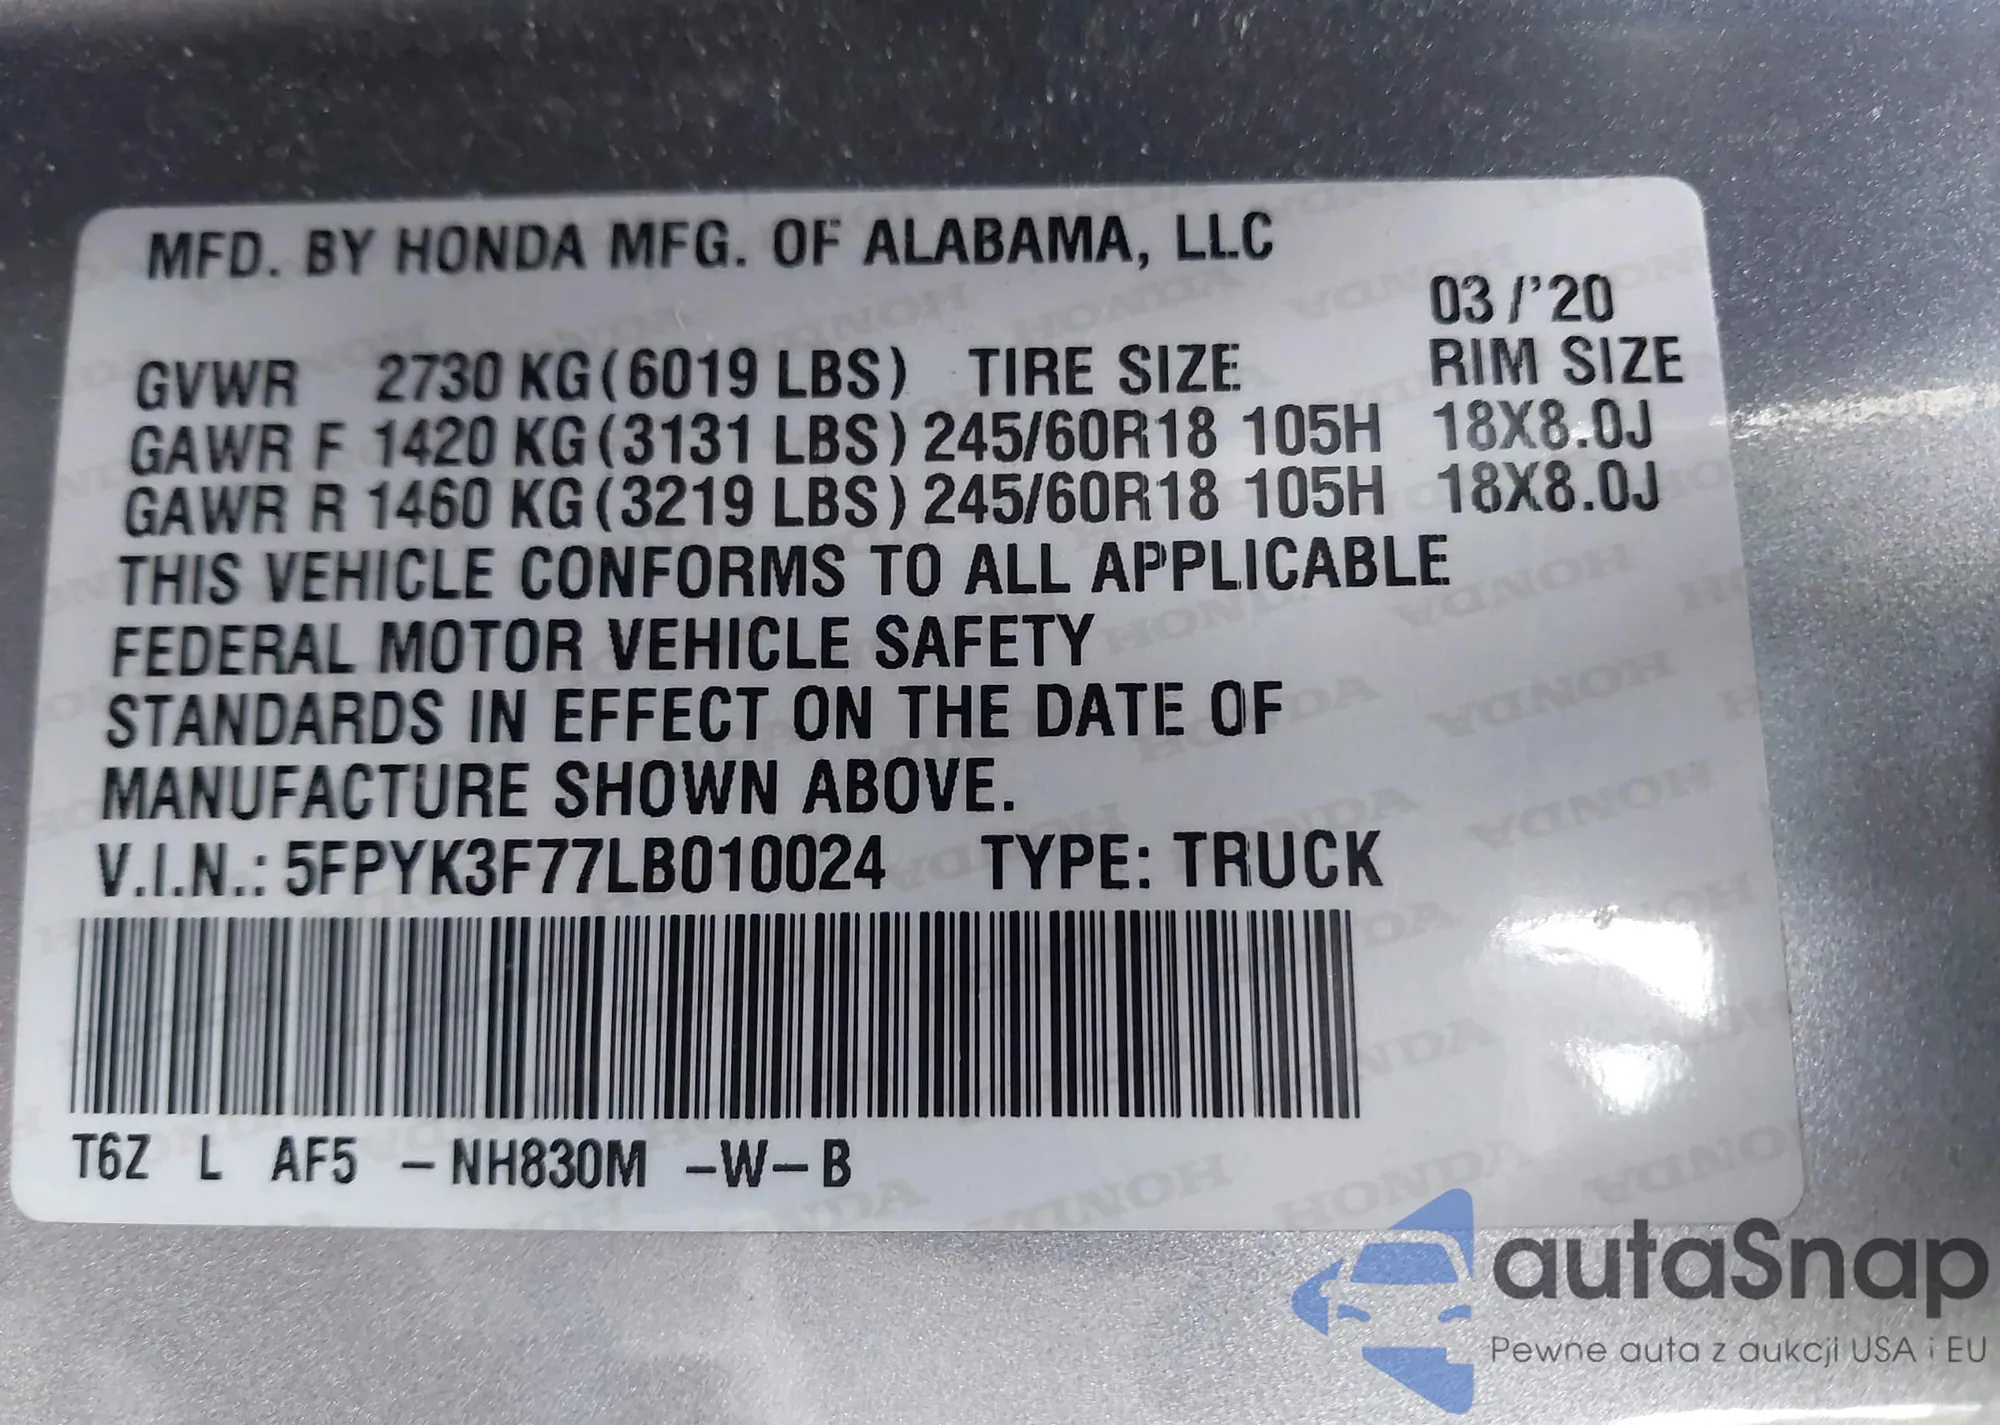 MFD. BY HONDA MFG. OF ALABAMA, LLC
03/'20
GVWR 2730 KG(6019 LBS) TIRE SIZE RIM SIZE
GAWR F 1420 KG(3131 LBS) 245/60R18 105H 18X8.0J
GAWR R 1460 KG(3219 LBS) 245/60R18 105H 18X8.0J
THIS VEHICLE CONFORMS TO ALL APPLICABLE
FEDERAL MOTOR VEHICLE SAFETY
STANDARDS IN EFFECT ON THE DATE OF
MANUFACTURE SHOWN ABOVE.
V.I.N.: 5FPYK3F77LB010024 TYPE: TRUCK
T6Z L AF5 -NH830M -W-B
autaSnap
Pewne auta z aukcji USA i EU